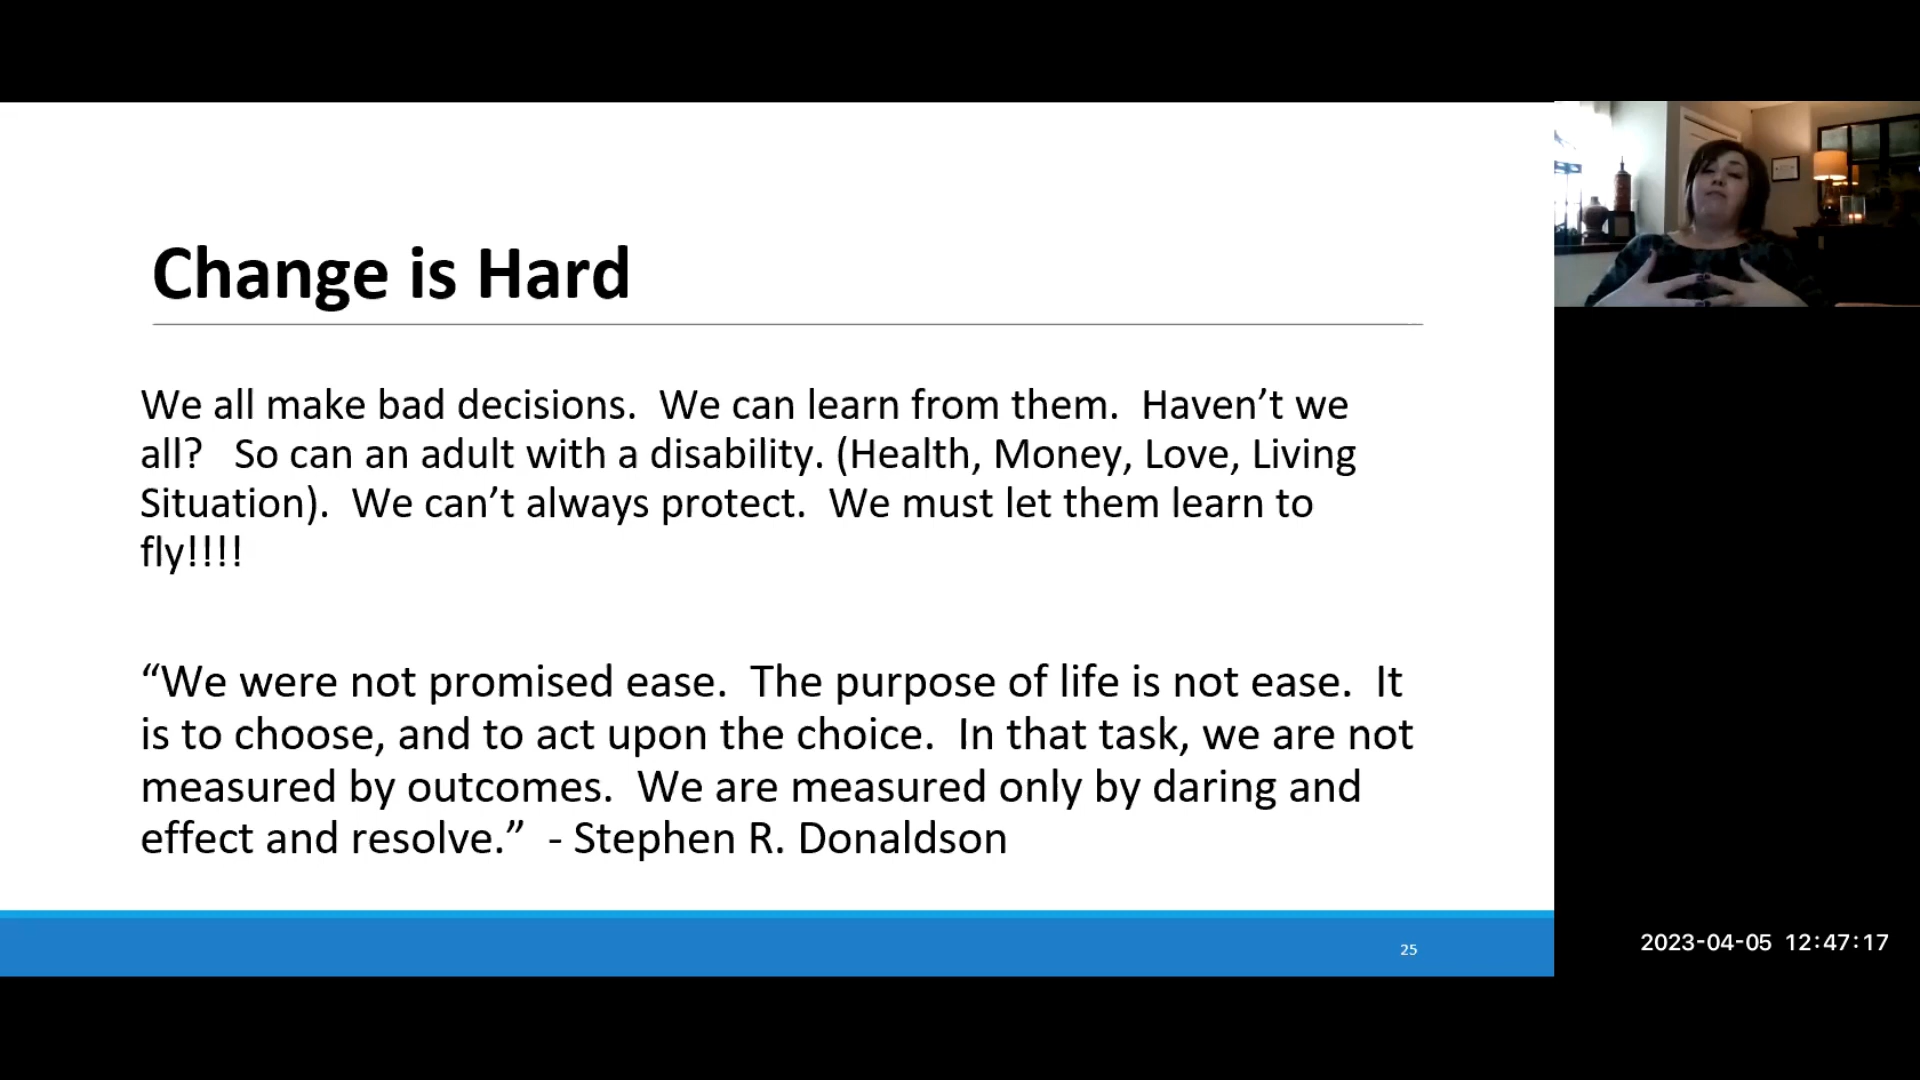 Change is Hard
We all make bad decisions.  We can learn from them.  Haven’t we
all?   So can an adult with a disability. (Health, Money, Love, Living
Situation).  We can’t always protect.  We must let them learn to
fly!!!!
“We were not promised ease.  The purpose of life is not ease.  It
is to choose, and to act upon the choice.  In that task, we are not
measured by outcomes.  We are measured only by daring and
effect and resolve.”  - Stephen R. Donaldson
25
2023-04-05 12:47:17